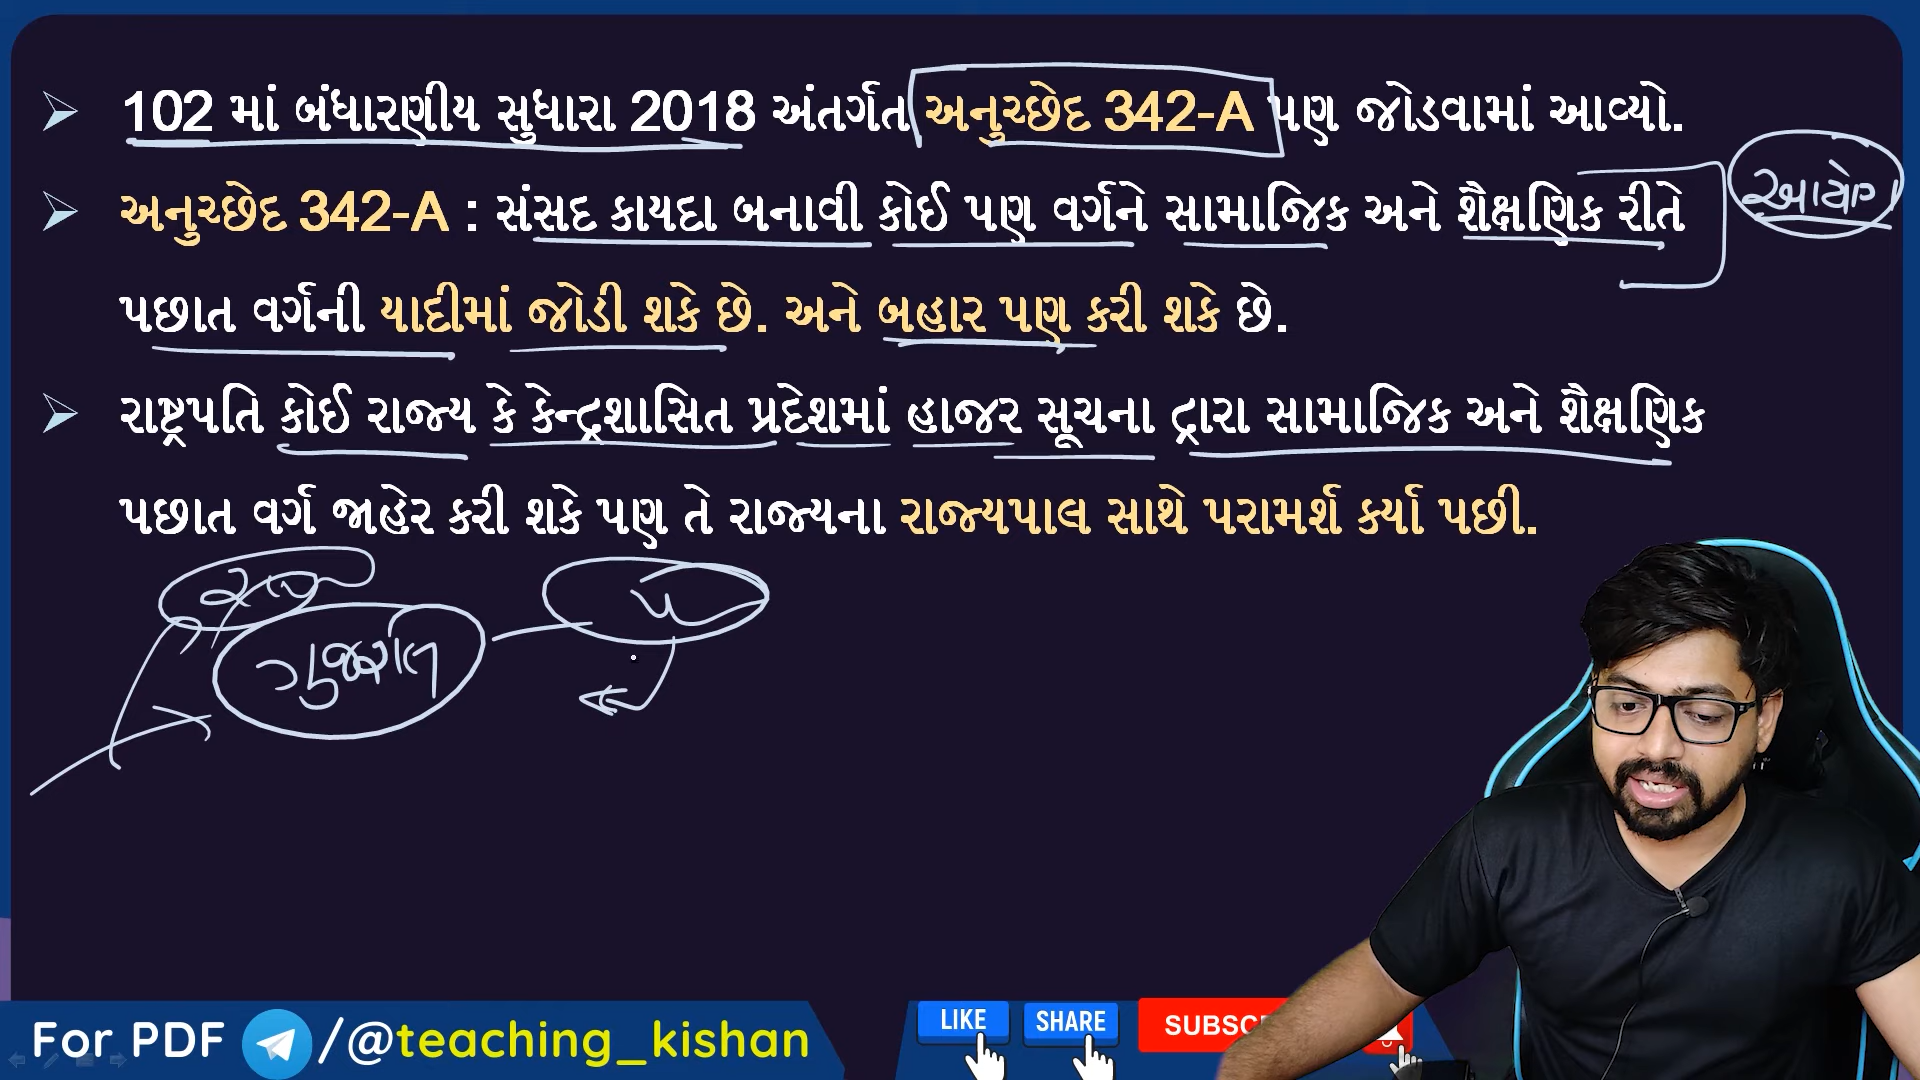 102 માં બંધારણીય સુધારા 2018 અંતર્ગત અનુચ્છેદ 342-A પણ જોડવામાં આવ્યો.
અનુચ્છેદ 342-A : સંસદ કાયદા બનાવી કોઈ પણ વર્ગને સામાજિક અને શૈક્ષણિક રીતે
આયોગ
પછાત વર્ગની યાદીમાં જોડી શકે છે. અને બહાર પણ કરી શકે છે.
રાષ્ટ્રપતિ કોઈ રાજ્ય કે કેન્દ્રશાસિત પ્રદેશમાં હાજર સૂચના દ્વારા સામાજિક અને શૈક્ષણિક
પછાત વર્ગ જાહેર કરી શકે પણ તે રાજ્યના રાજ્યપાલ સાથે પરામર્શ કર્યા પછી.
ગુજરાત
For PDF /@teaching_kishan
LIKE SHARE